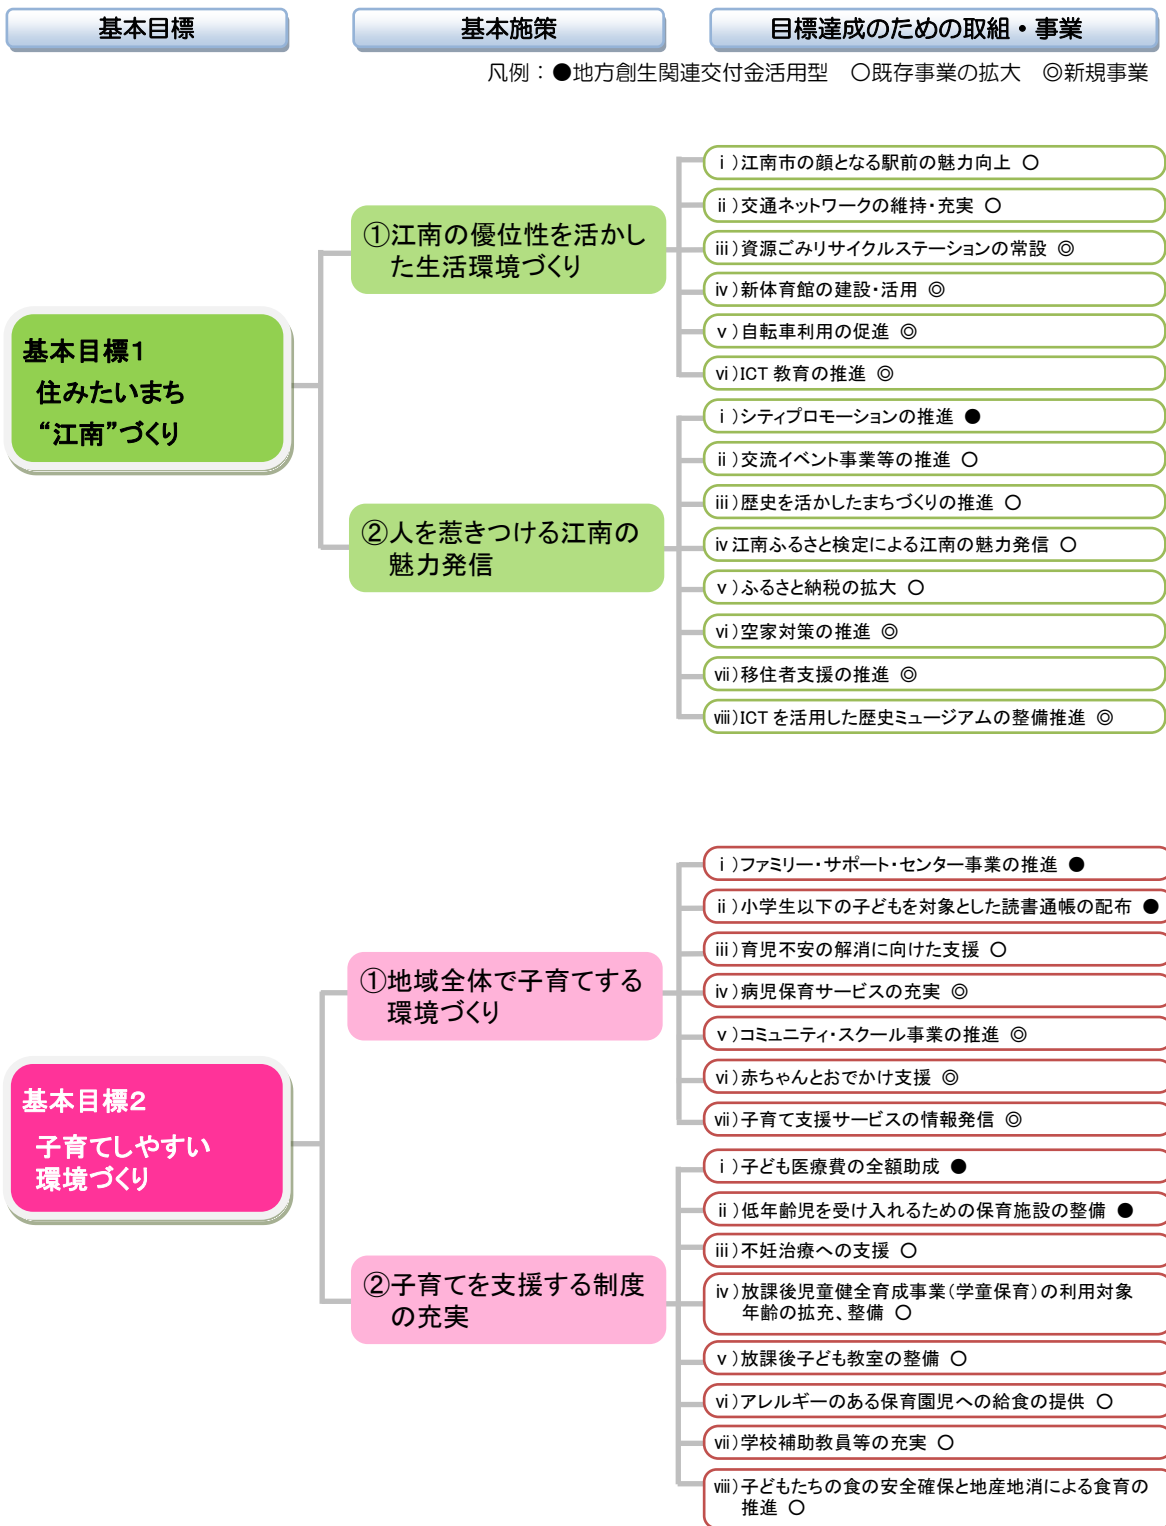 基本目標
基本施策
目標達成のための取組・事業
凡例：●地方創生関連交付金活用型　○既存事業の拡大　◎新規事業
基本目標1
住みたいまち
“江南”づくり
①江南の優位性を活かし
た生活環境づくり
ⅰ）江南市の顔となる駅前の魅力向上 ○
ⅱ）交通ネットワークの維持・充実 ○
ⅲ）資源ごみリサイクルステーションの常設 ◎
ⅳ）新体育館の建設・活用 ◎
ⅴ）自転車利用の促進 ◎
ⅵ）ICT 教育の推進 ◎
②人を惹きつける江南の
魅力発信
ⅰ）シティプロモーションの推進 ●
ⅱ）交流イベント事業等の推進 ○
ⅲ）歴史を活かしたまちづくりの推進 ○
ⅳ 江南ふるさと検定による江南の魅力発信 ○
ⅴ）ふるさと納税の拡大 ○
ⅵ）空家対策の推進 ◎
ⅶ）移住者支援の推進 ◎
ⅷ）ICT を活用した歴史ミュージアムの整備推進 ◎
基本目標2
子育てしやすい
環境づくり
①地域全体で子育てする
環境づくり
ⅰ）ファミリー・サポート・センター事業の推進 ●
ⅱ）小学生以下の子どもを対象とした読書通帳の配布 ●
ⅲ）育児不安の解消に向けた支援 ○
ⅳ）病児保育サービスの充実 ◎
ⅴ）コミュニティ・スクール事業の推進 ◎
ⅵ）赤ちゃんとおでかけ支援 ◎
ⅶ）子育て支援サービスの情報発信 ◎
②子育てを支援する制度
の充実
ⅰ）子ども医療費の全額助成 ●
ⅱ）低年齢児を受け入れるための保育施設の整備 ●
ⅲ）不妊治療への支援 ○
ⅳ）放課後児童健全育成事業（学童保育）の利用対象
年齢の拡充、整備 ○
ⅴ）放課後子ども教室の整備 ○
ⅵ）アレルギーのある保育園児への給食の提供 ○
ⅶ）学校補助教員等の充実 ○
ⅷ）子どもたちの食の安全確保と地産地消による食育の
推進 ○